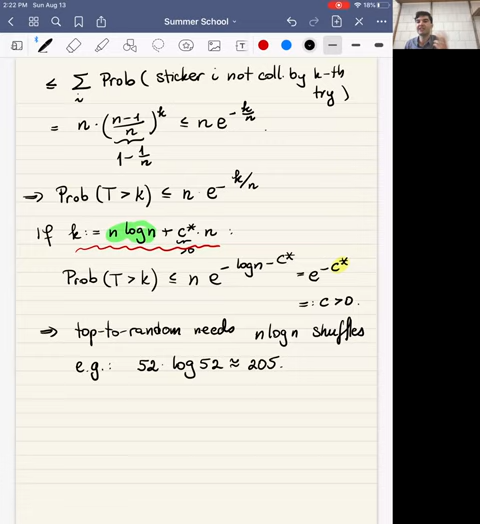 2:22 PM Sun Aug 13
18%
Summer School
≤ Σ_i Prob ( sticker i not coll. by k-th try )
= n · ( (n-1)/n )^k ≤ n e^{-k/n} .
1 - 1/n
⇒ Prob (T > k) ≤ n e^{-k/n}
If k := n log n + c* · n :
>0
Prob (T > k) ≤ n e^{-log n - c*} = e^{-c*}
=: c > 0.
⇒ top-to-random needs n log n shuffles
e.g.: 52 · log 52 ≈ 205.